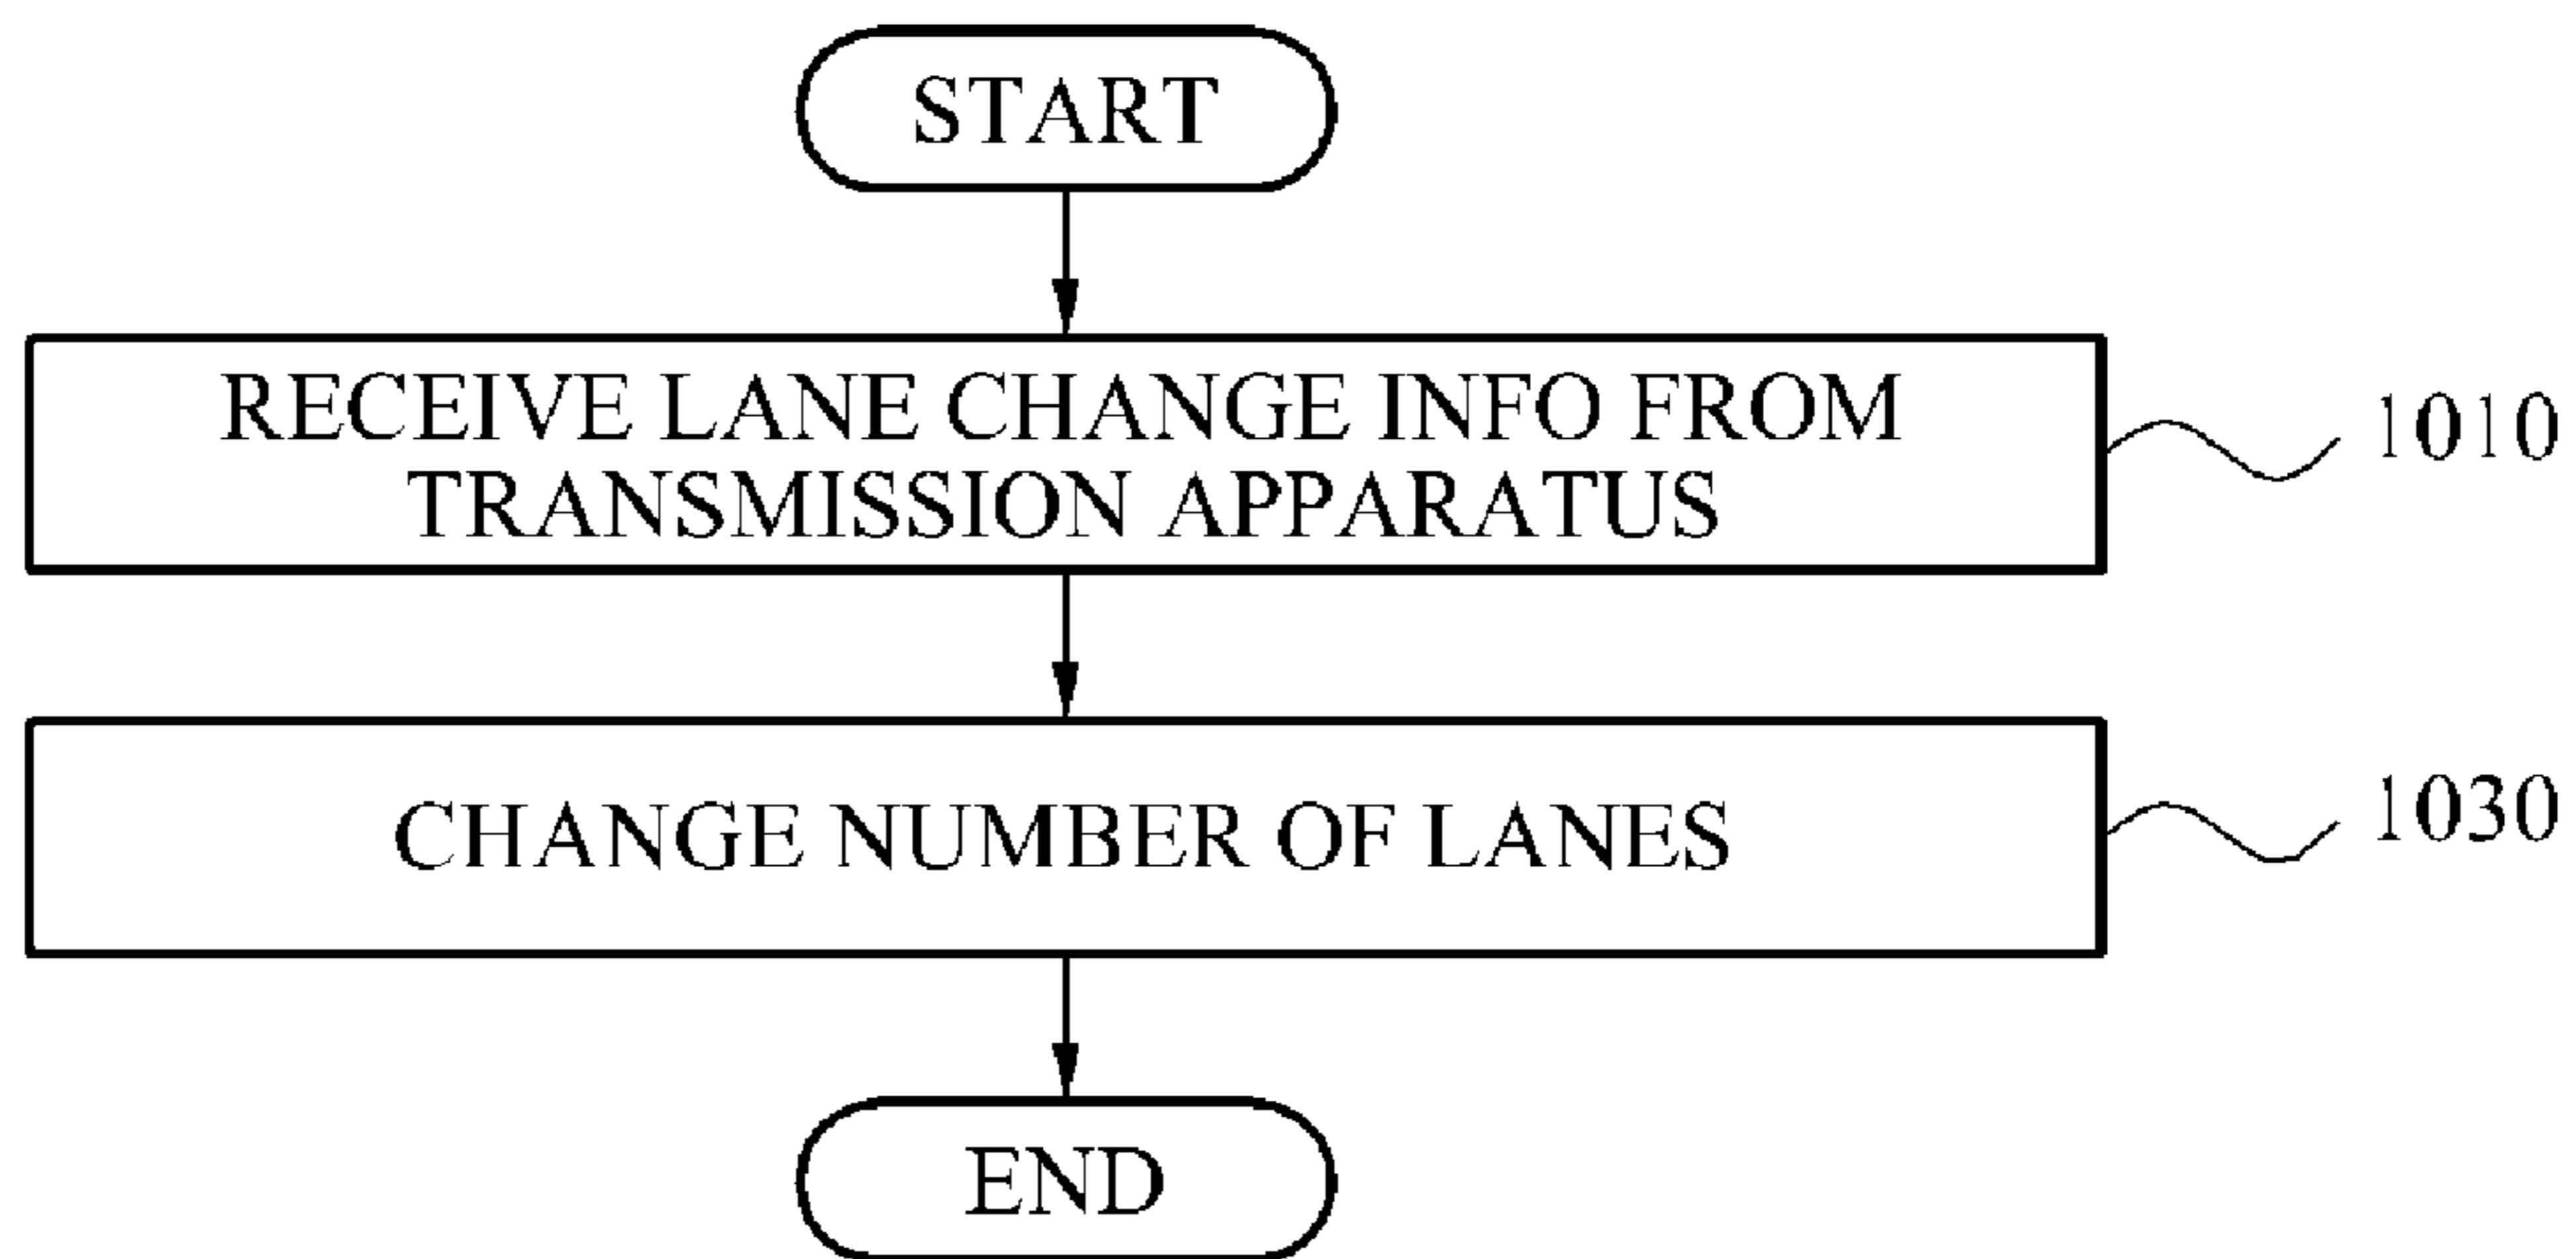 START
RECEIVE LANE CHANGE INFO FROM
TRANSMISSION APPARATUS
1010
CHANGE NUMBER OF LANES
1030
END